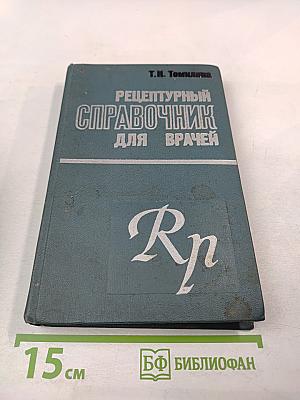 Т.И. Томилина
РЕЦЕПТУРНЫЙ
СПРАВОЧНИК
ДЛЯ ВРАЧЕЙ
Rp
15 см
БФ БИБЛИОФАН